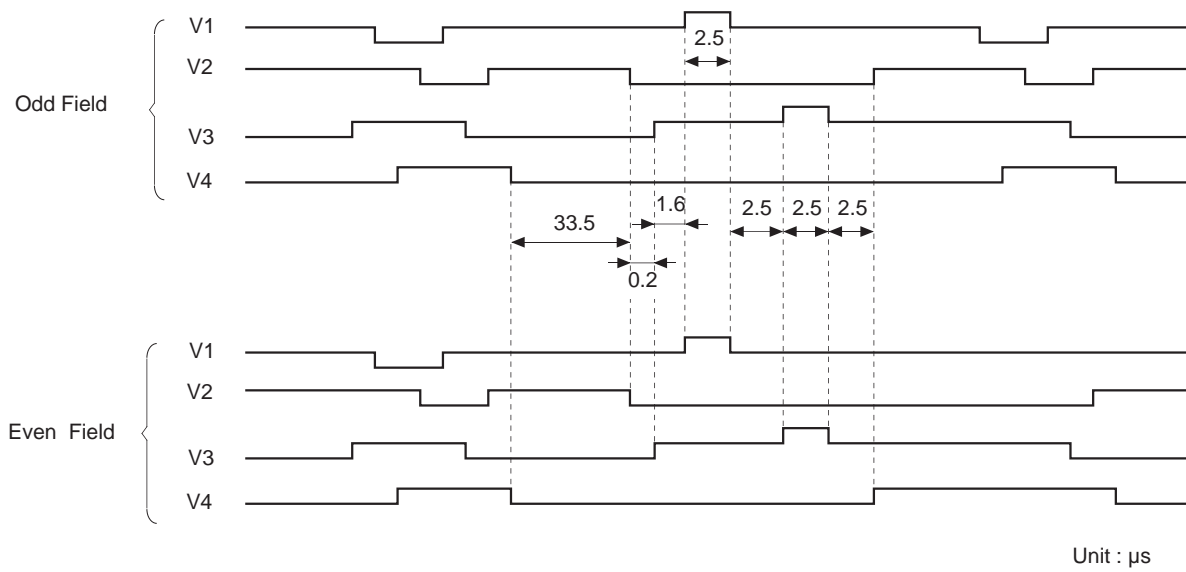 V1
2.5
V2
Odd Field
V3
V4
1.6
2.5 2.5 2.5
33.5
0.2
V1
V2
Even Field
V3
V4
Unit : µs